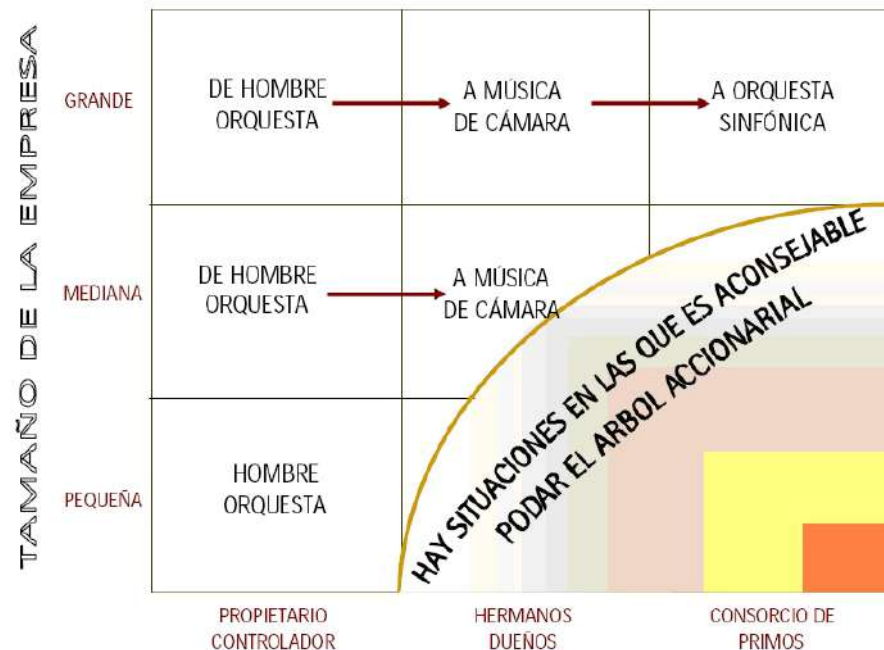 TAMAÑO DE LA EMPRESA
GRANDE
DE HOMBRE
ORQUESTA
A MÚSICA
DE CÁMARA
A ORQUESTA
SINFÓNICA
MEDIANA
DE HOMBRE
ORQUESTA
A MÚSICA
DE CÁMARA
PEQUEÑA
HOMBRE
ORQUESTA
HAY SITUACIONES EN LAS QUE ES ACONSEJABLE
PODAR EL ARBOL ACCIONARIAL
PROPIETARIO
CONTROLADOR
HERMANOS
DUEÑOS
CONSORCIO DE
PRIMOS